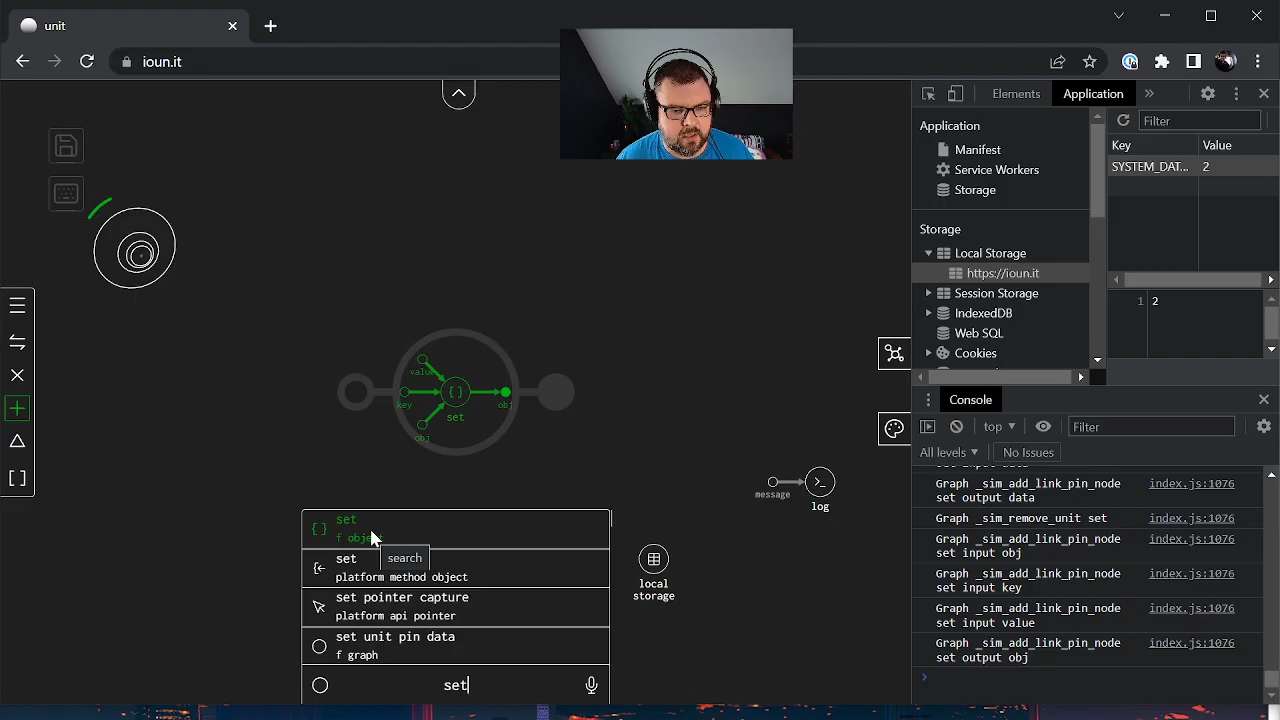 unit
ioun.it
Elements
Application
Application
Filter
Manifest
Service Workers
Storage
Key
Value
SYSTEM_DAT...
2
Storage
Local Storage
https://ioun.it
Session Storage
IndexedDB
Web SQL
Cookies
1
2
Console
top
Filter
All levels
No Issues
set output data
Graph _sim_add_link_pin_node
index.js:1076
Graph _sim_remove_unit set
index.js:1076
Graph _sim_add_link_pin_node
index.js:1076
set input obj
Graph _sim_add_link_pin_node
index.js:1076
set input key
Graph _sim_add_link_pin_node
index.js:1076
set input value
Graph _sim_add_link_pin_node
index.js:1076
set output obj
value
key
obj
set
obj
message
log
local
storage
set
search
set
platform method object
set pointer capture
platform api pointer
set unit pin data
f graph
set